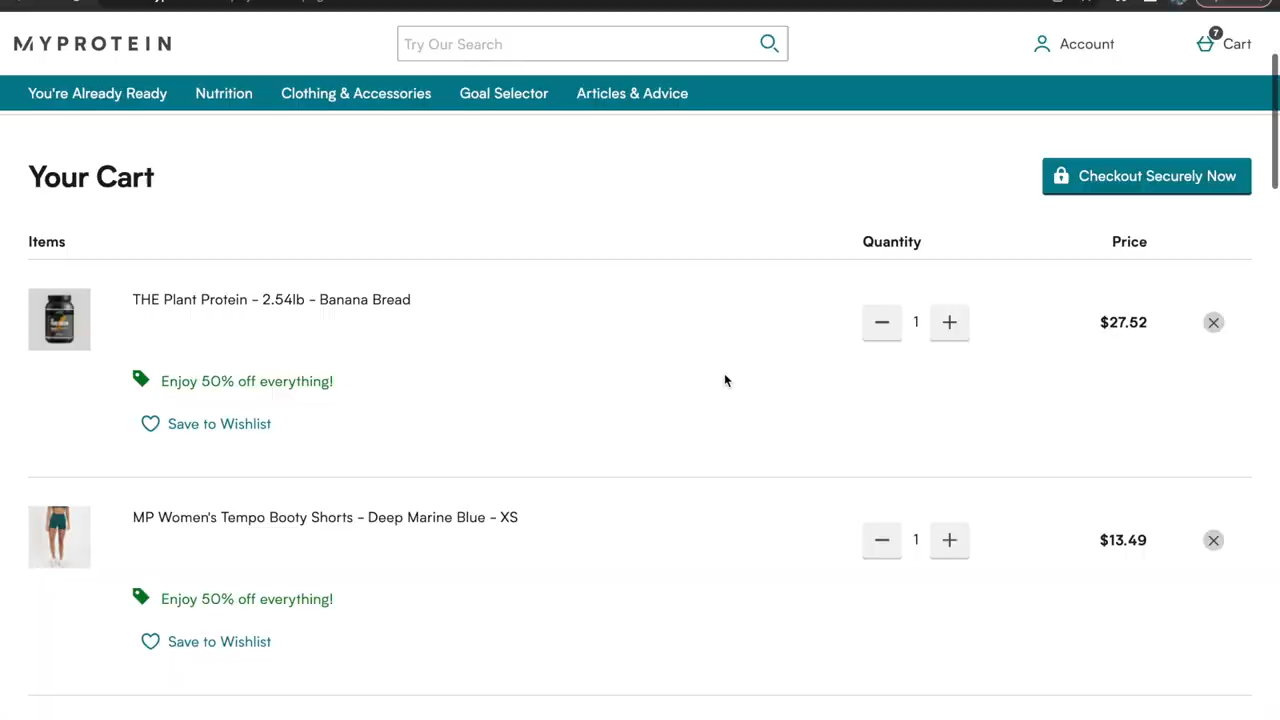 MYPROTEIN
Try Our Search
Account
7
Cart
You're Already Ready
Nutrition
Clothing & Accessories
Goal Selector
Articles & Advice
Your Cart
Checkout Securely Now
Items
Quantity
Price
THE Plant Protein - 2.54lb - Banana Bread
1
$27.52
Enjoy 50% off everything!
Save to Wishlist
MP Women's Tempo Booty Shorts - Deep Marine Blue - XS
1
$13.49
Enjoy 50% off everything!
Save to Wishlist